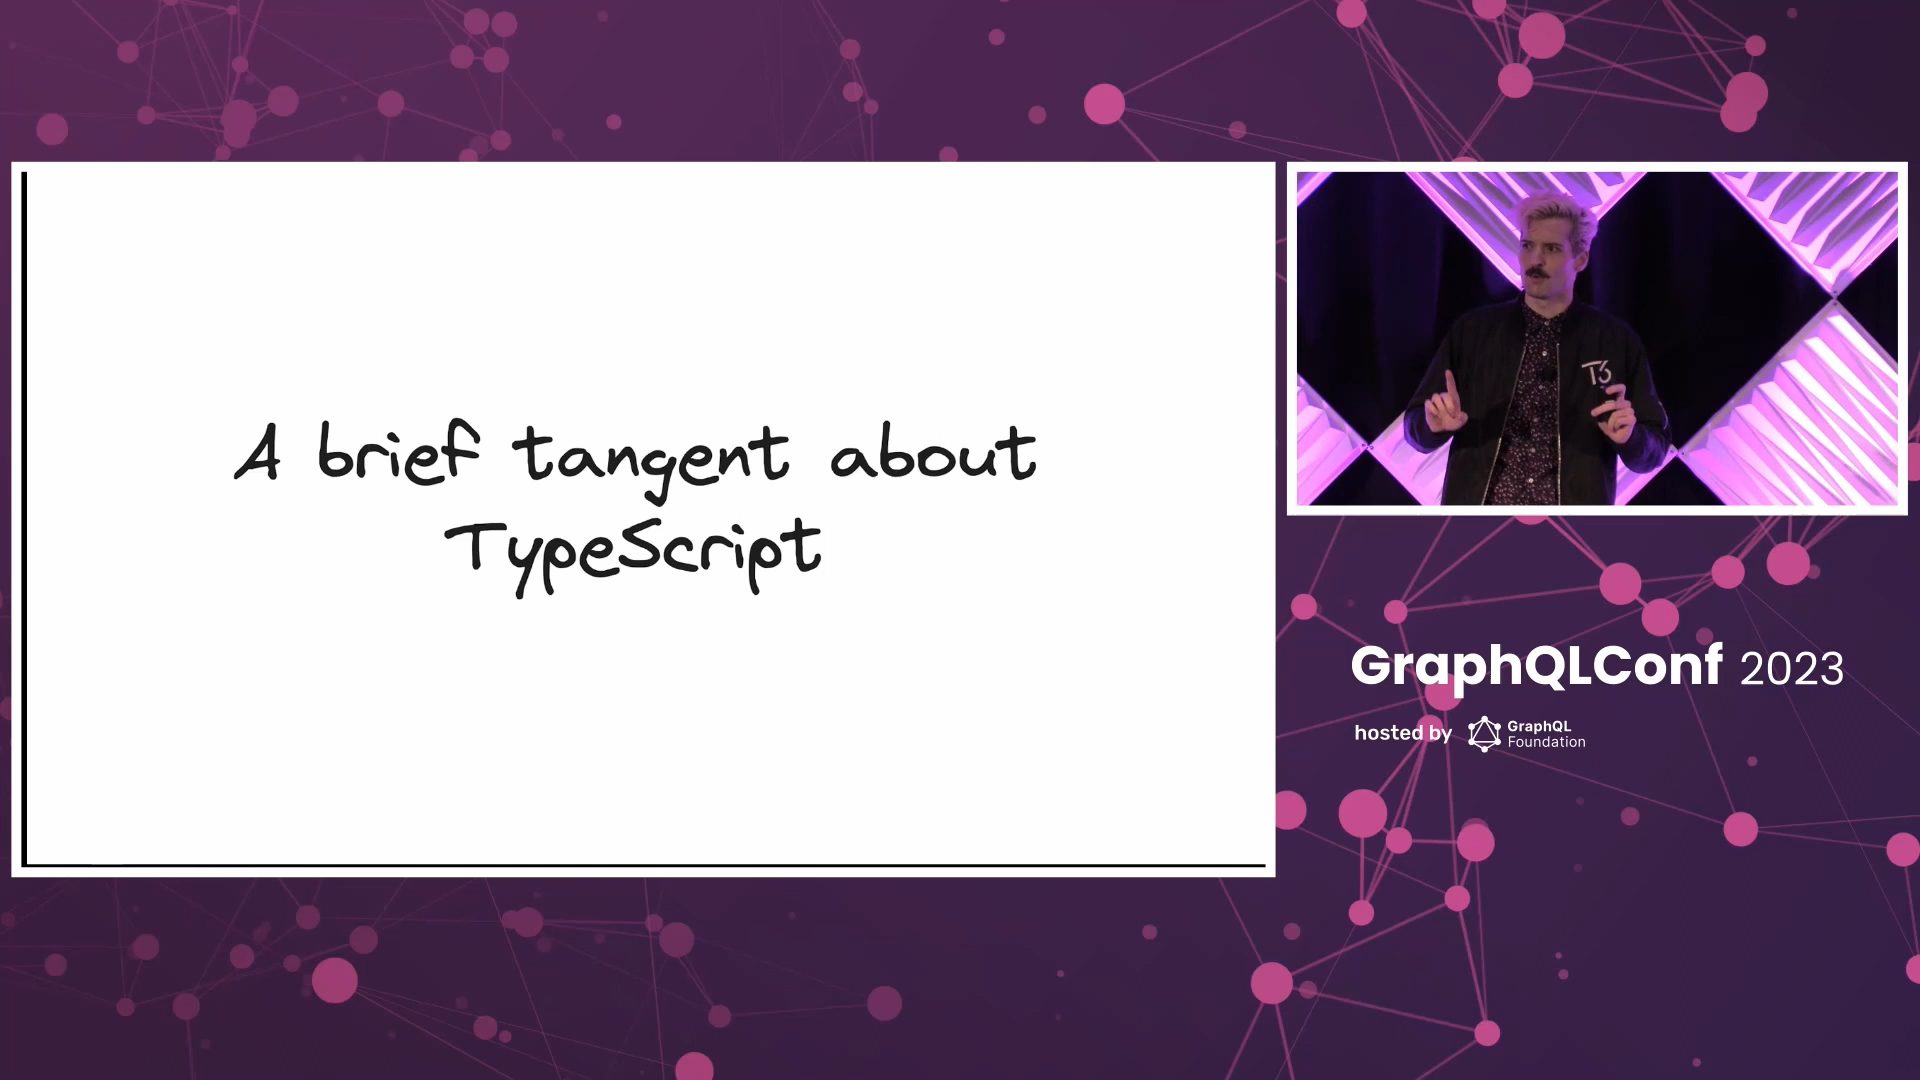 A brief tangent about
TypeScript
T3
GraphQLConf 2023
hosted by GraphQL
Foundation